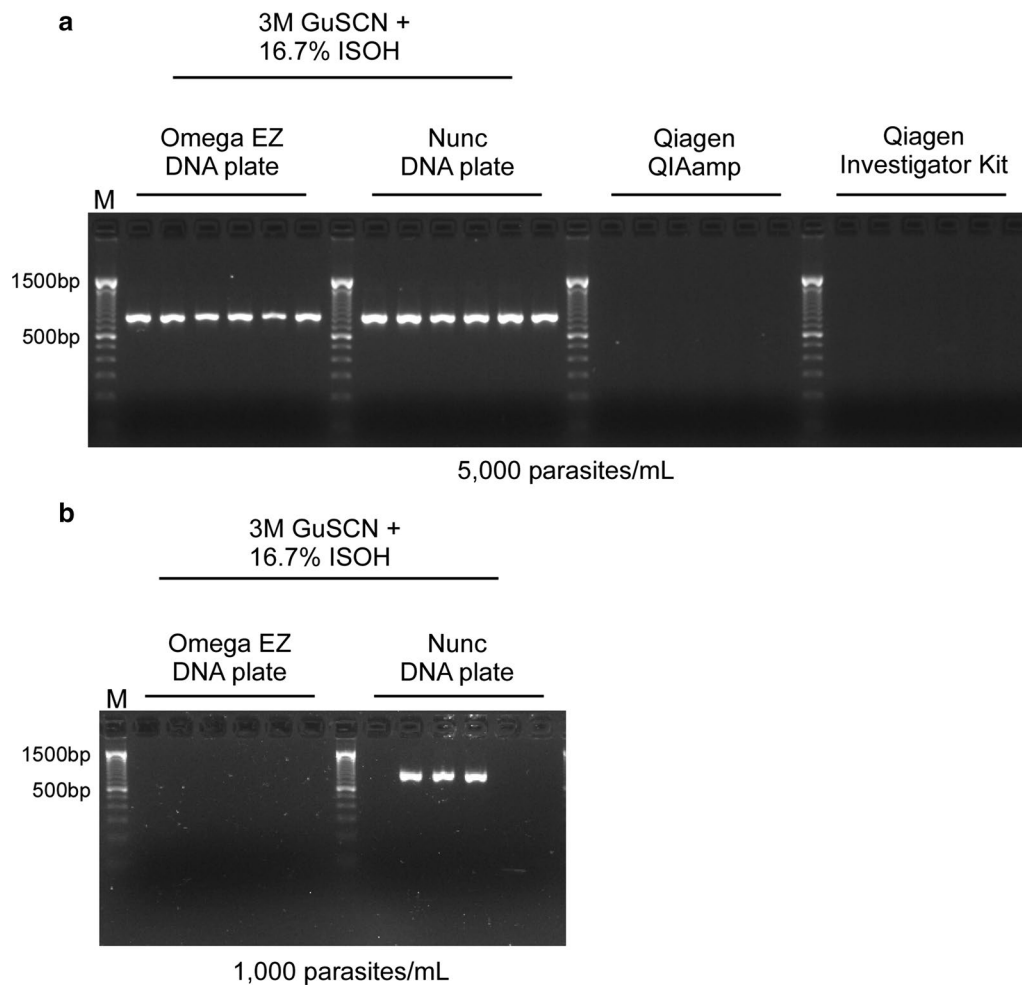 a
3M GuSCN +
16.7% ISOH
Omega EZ
DNA plate
Nunc
DNA plate
Qiagen
QIAamp
Qiagen
Investigator Kit
M
1500bp
500bp
5,000 parasites/mL
b
3M GuSCN +
16.7% ISOH
Omega EZ
DNA plate
Nunc
DNA plate
M
1500bp
500bp
1,000 parasites/mL